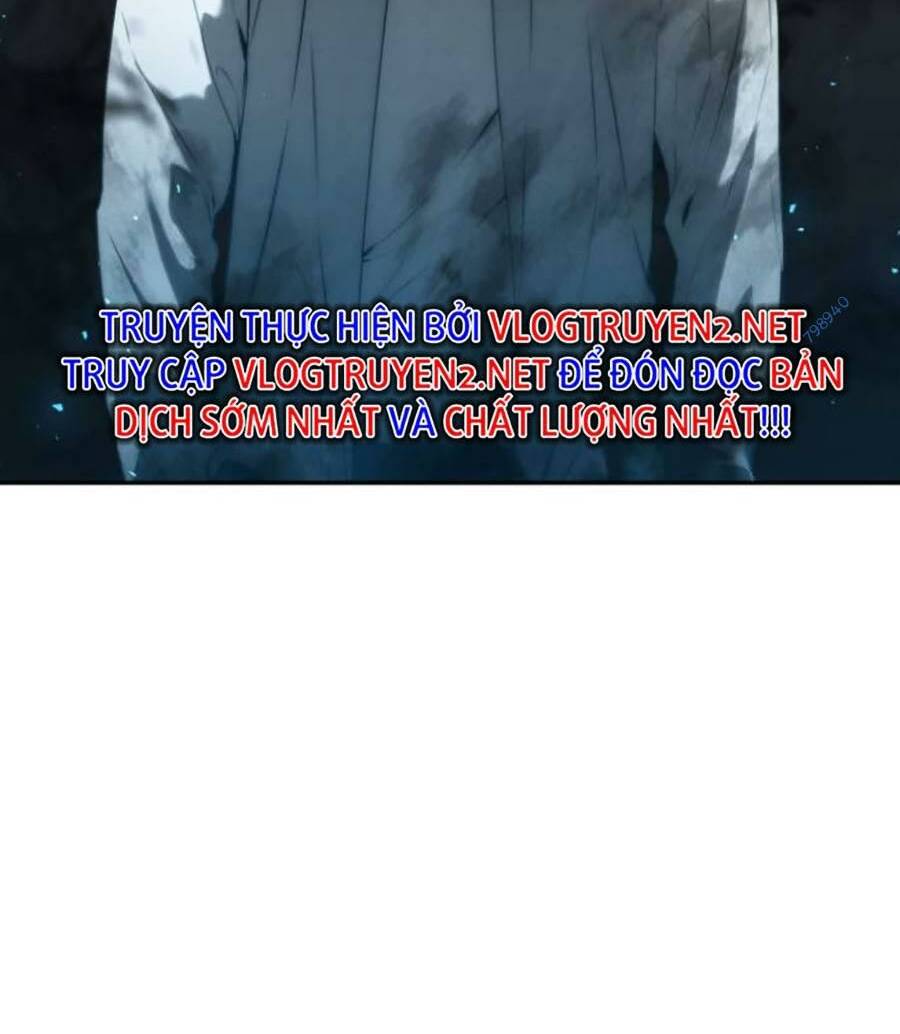 TRUYỆN THỰC HIỆN BỞI VLOGTRUYEN2.NET
798940
TRUY CẬP VLOGTRUYEN2.NET ĐỂ ĐÓN ĐỌC BẢN
DỊCH SỚM NHẤT VÀ CHẤT LƯỢNG NHẤT!!!